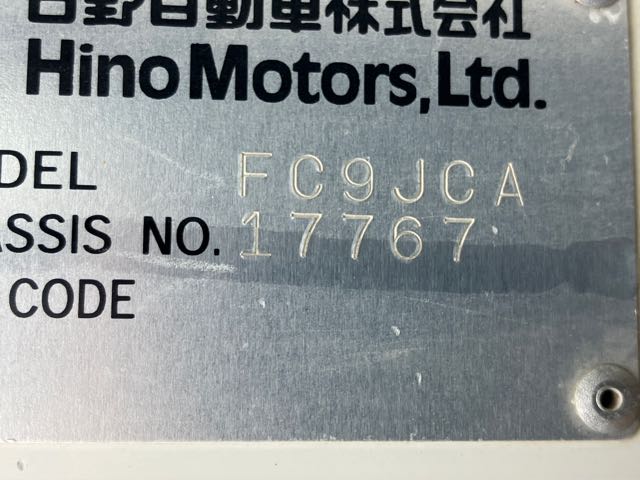 日野自動車株式会社
Hino Motors, Ltd.
DEL FC9JCA
ASSIS NO. 17767
CODE